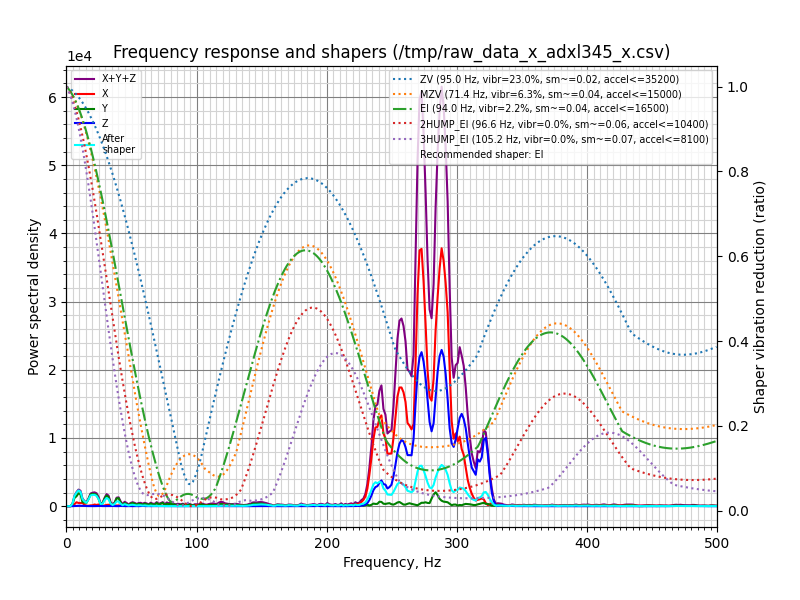 Frequency response and shapers (/tmp/raw_data_x_adxl345_x.csv)
1e4
X+Y+Z
X
Y
Z
After
shaper
ZV (95.0 Hz, vibr=23.0%, sm~=0.02, accel<=35200)
MZV (71.4 Hz, vibr=6.3%, sm~=0.04, accel<=15000)
EI (94.0 Hz, vibr=2.2%, sm~=0.04, accel<=16500)
2HUMP_EI (96.6 Hz, vibr=0.0%, sm~=0.06, accel<=10400)
3HUMP_EI (105.2 Hz, vibr=0.0%, sm~=0.07, accel<=8100)
Recommended shaper: EI
Power spectral density
6
5
4
3
2
1
0
1.0
0.8
0.6
0.4
0.2
0.0
Shaper vibration reduction (ratio)
0 100 200 300 400 500
Frequency, Hz